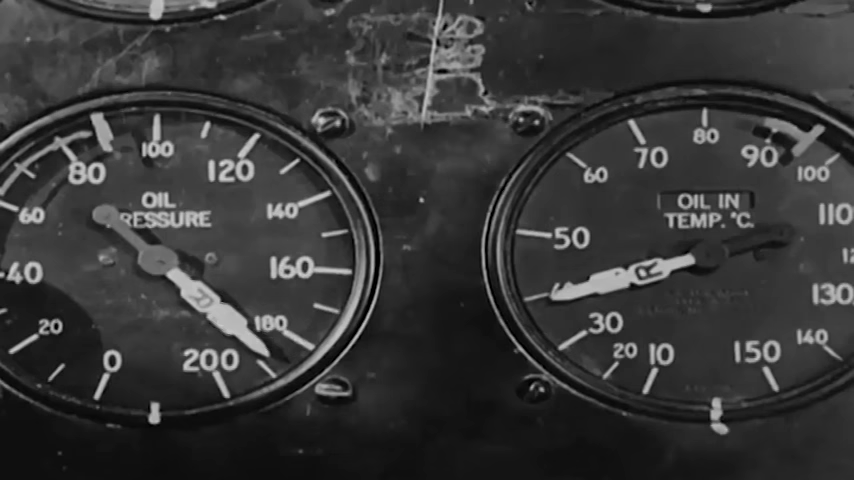 80 100 120
60 OIL 140
PRESSURE
40 160
20 180
0 200
R
70 80 90
60 100
OIL IN
TEMP. °C.
50 110
R
30 130
20 10 150 140